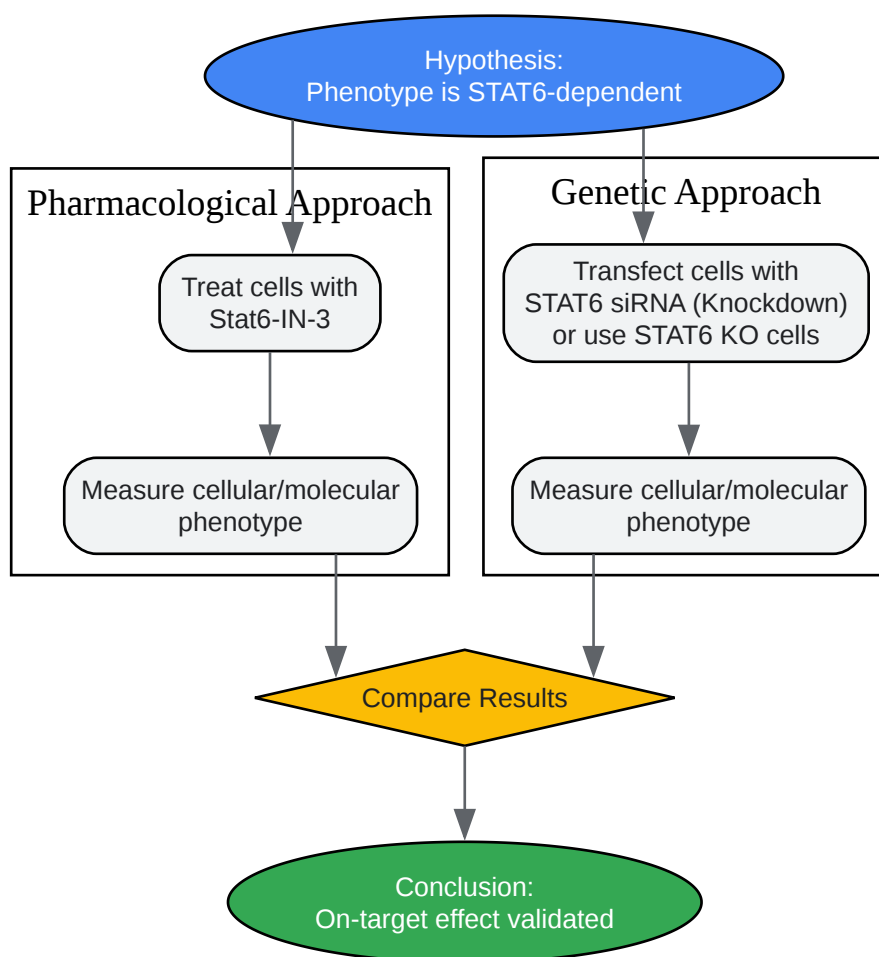 Hypothesis:
Phenotype is STAT6-dependent
Pharmacological Approach
Treat cells with
Stat6-IN-3
Measure cellular/molecular
phenotype
Genetic Approach
Transfect cells with
STAT6 siRNA (Knockdown)
or use STAT6 KO cells
Measure cellular/molecular
phenotype
Compare Results
Conclusion:
On-target effect validated